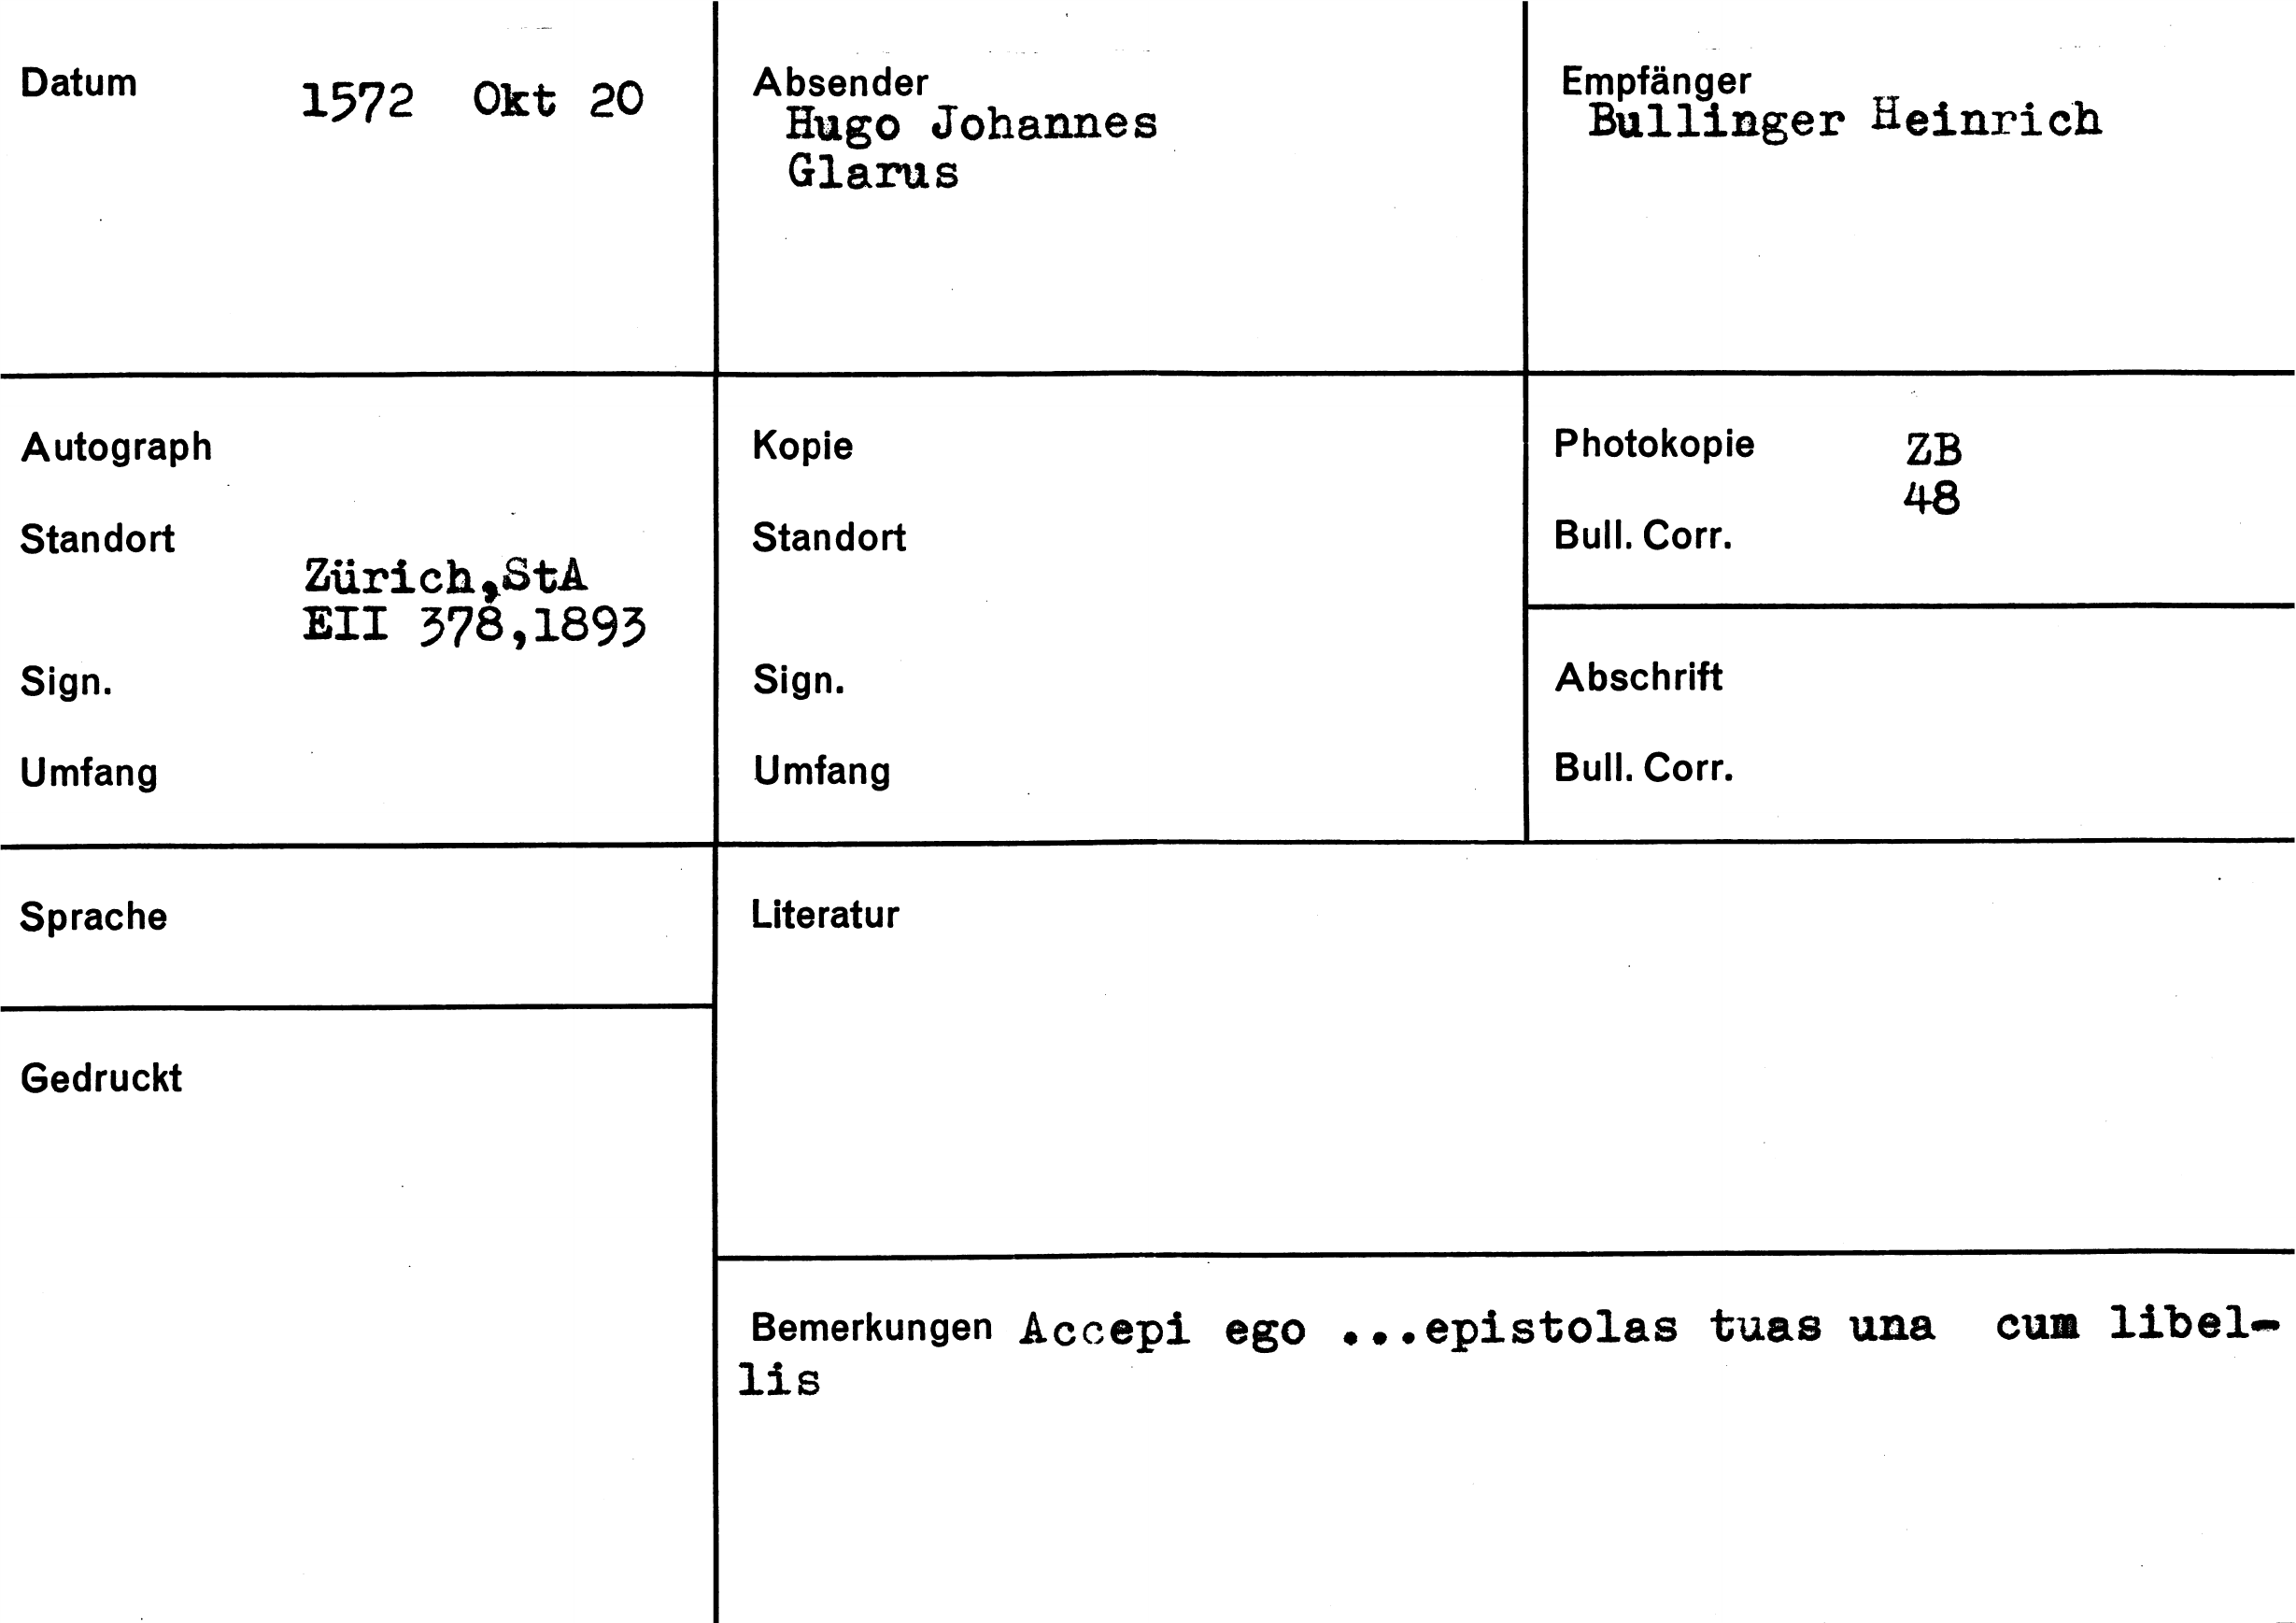 Datum 1572 Okt 20
Absender
Hugo Johannes
Glarus
Empfänger
Bullinger Heinrich
Autograph
Standort
Zürich,StA
EII 378,1893
Sign.
Umfang
Kopie
Standort
Sign.
Umfang
Photokopie ZB
48
Bull. Corr.
Abschrift
Bull. Corr.
Sprache
Gedruckt
Literatur
Bemerkungen Accepi ego ...epistolas tuas una cum libel-
lis